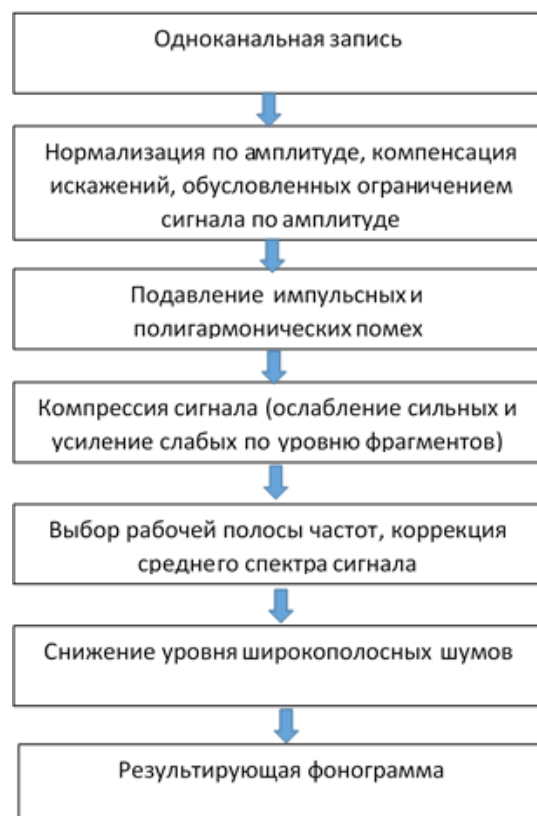 Одноканальная запись
Нормализация по амплитуде, компенсация
искажений, обусловленных ограничением
сигнала по амплитуде
Подавление импульсных и
полигармонических помех
Компрессия сигнала (ослабление сильных и
усиление слабых по уровню фрагментов)
Выбор рабочей полосы частот, коррекция
среднего спектра сигнала
Снижение уровня широкополосных шумов
Результирующая фонограмма